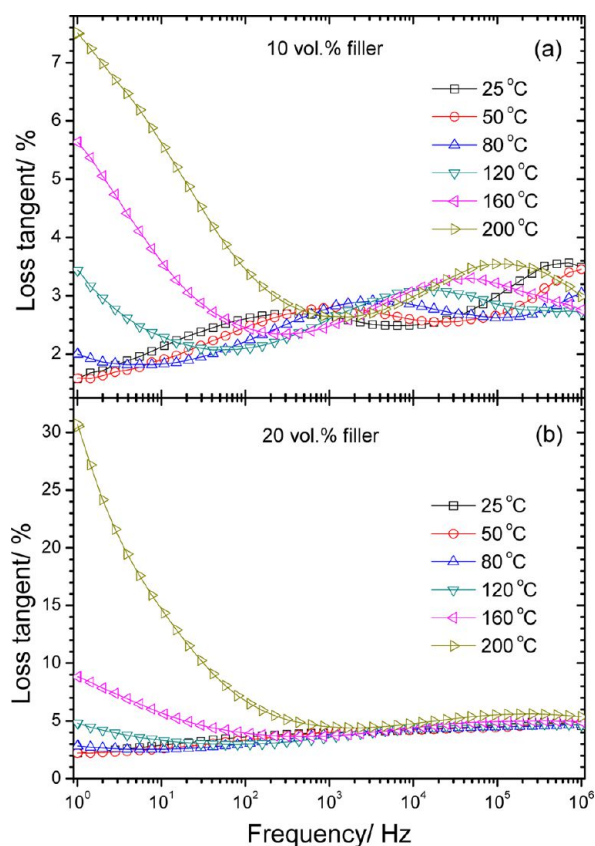 10 vol.% filler
(a)
Loss tangent/ %
7
6
5
4
3
2
25 °C
50 °C
80 °C
120 °C
160 °C
200 °C
20 vol.% filler
(b)
Loss tangent/ %
30
25
20
15
10
5
0
25 °C
50 °C
80 °C
120 °C
160 °C
200 °C
10⁰ 10¹ 10² 10³ 10⁴ 10⁵ 10⁶
Frequency/ Hz